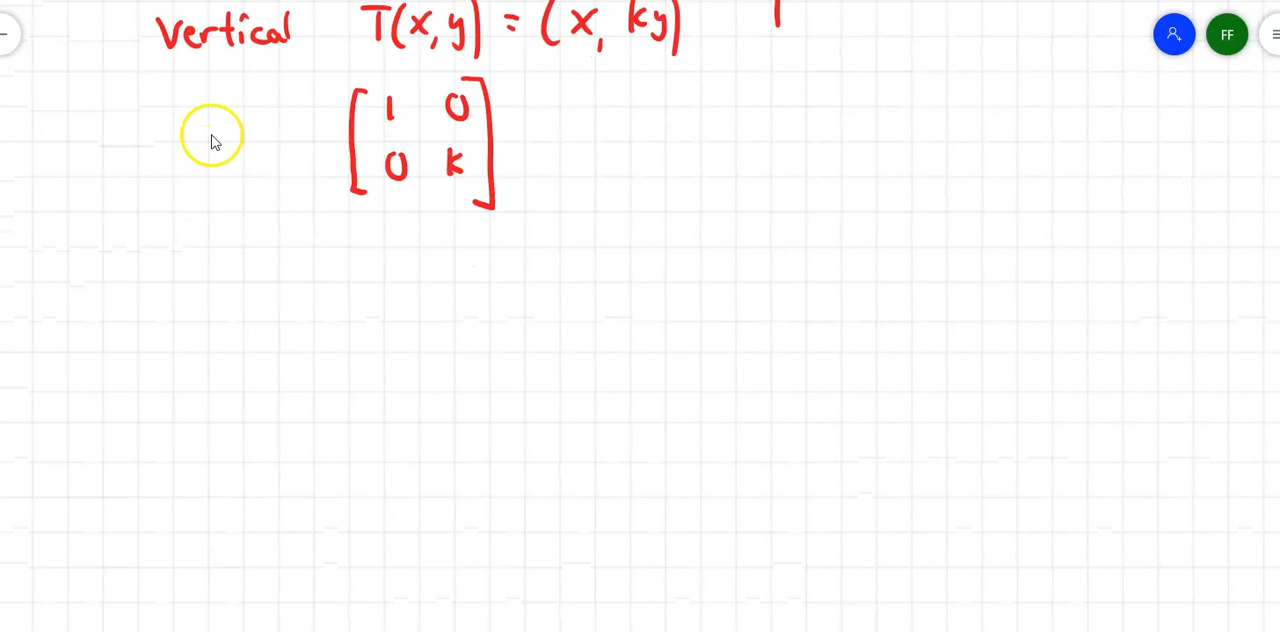 vertical T(x,y) = (x, ky)
1 0
0 k
FF